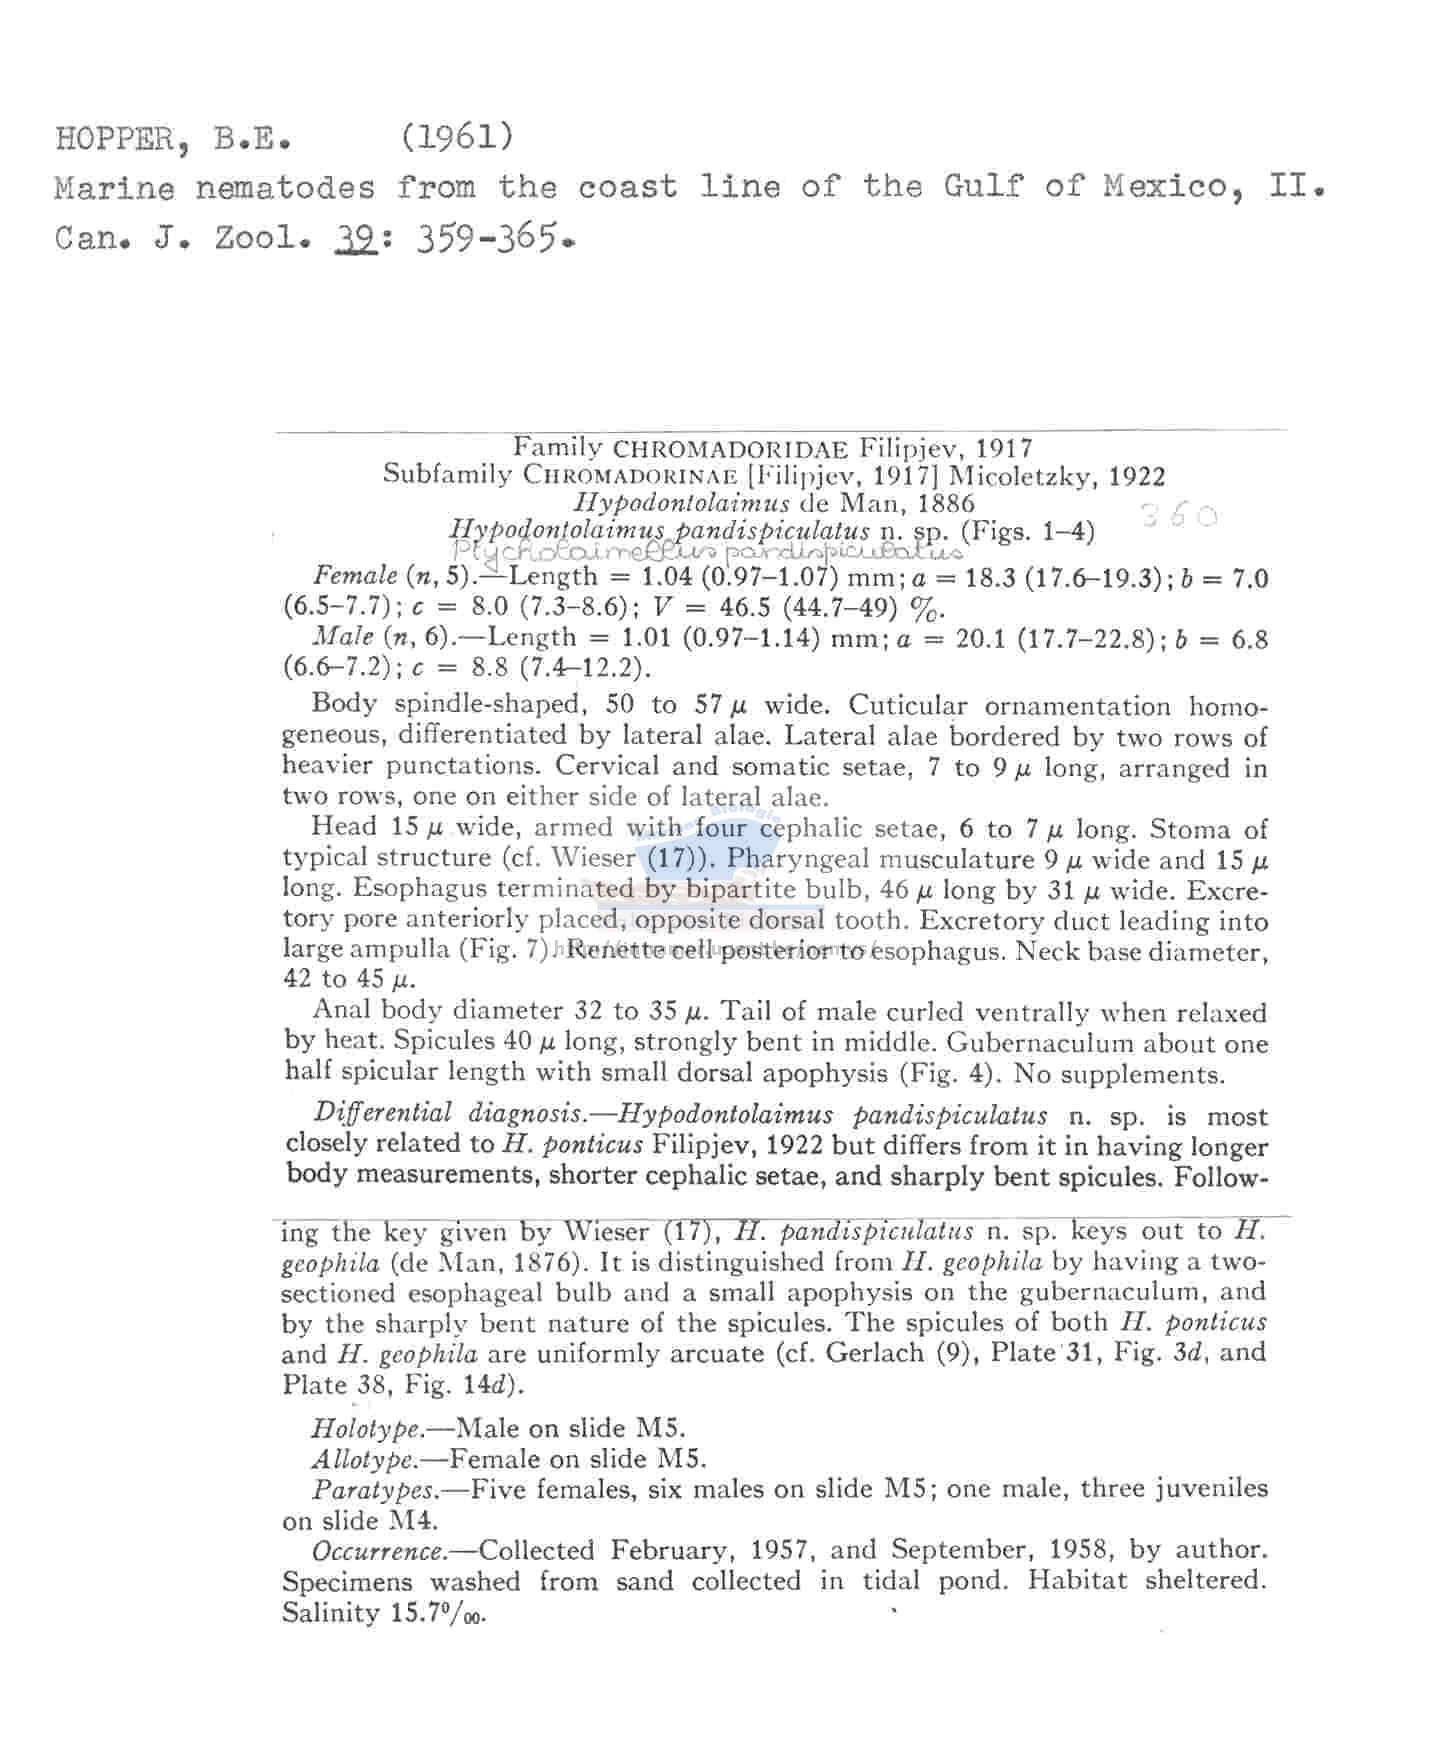 HOPPER, B.E. (1961)
Marine nematodes from the coast line of the Gulf of Mexico, II.
Can. J. Zool. 39: 359-365.
Family CHROMADORIDAE Filipjev, 1917
Subfamily CHROMADORINAE [Filipjev, 1917] Micoletzky, 1922
Hypodontolaimus de Man, 1886
360
Hypodontolaimus pandispiculatus n. sp. (Figs. 1–4)
Ptycholaimellus pandispiculatus
Female (n, 5).—Length = 1.04 (0.97–1.07) mm; a = 18.3 (17.6–19.3); b = 7.0
(6.5–7.7); c = 8.0 (7.3–8.6); V = 46.5 (44.7–49) %.
Male (n, 6).—Length = 1.01 (0.97–1.14) mm; a = 20.1 (17.7–22.8); b = 6.8
(6.6–7.2); c = 8.8 (7.4–12.2).
Body spindle-shaped, 50 to 57 μ wide. Cuticular ornamentation homo-
geneous, differentiated by lateral alae. Lateral alae bordered by two rows of
heavier punctations. Cervical and somatic setae, 7 to 9 μ long, arranged in
two rows, one on either side of lateral alae.
Head 15 μ wide, armed with four cephalic setae, 6 to 7 μ long. Stoma of
typical structure (cf. Wieser (17)). Pharyngeal musculature 9 μ wide and 15 μ
long. Esophagus terminated by bipartite bulb, 46 μ long by 31 μ wide. Excre-
tory pore anteriorly placed, opposite dorsal tooth. Excretory duct leading into
large ampulla (Fig. 7). Renette cell posterior to esophagus. Neck base diameter,
42 to 45 μ.
Anal body diameter 32 to 35 μ. Tail of male curled ventrally when relaxed
by heat. Spicules 40 μ long, strongly bent in middle. Gubernaculum about one
half spicular length with small dorsal apophysis (Fig. 4). No supplements.
Differential diagnosis.—Hypodontolaimus pandispiculatus n. sp. is most
closely related to H. ponticus Filipjev, 1922 but differs from it in having longer
body measurements, shorter cephalic setae, and sharply bent spicules. Follow-
ing the key given by Wieser (17), H. pandispiculatus n. sp. keys out to H.
geophila (de Man, 1876). It is distinguished from H. geophila by having a two-
sectioned esophageal bulb and a small apophysis on the gubernaculum, and
by the sharply bent nature of the spicules. The spicules of both H. ponticus
and H. geophila are uniformly arcuate (cf. Gerlach (9), Plate 31, Fig. 3d, and
Plate 38, Fig. 14d).
Holotype.—Male on slide M5.
Allotype.—Female on slide M5.
Paratypes.—Five females, six males on slide M5; one male, three juveniles
on slide M4.
Occurrence.—Collected February, 1957, and September, 1958, by author.
Specimens washed from sand collected in tidal pond. Habitat sheltered.
Salinity 15.7⁰/₀₀.